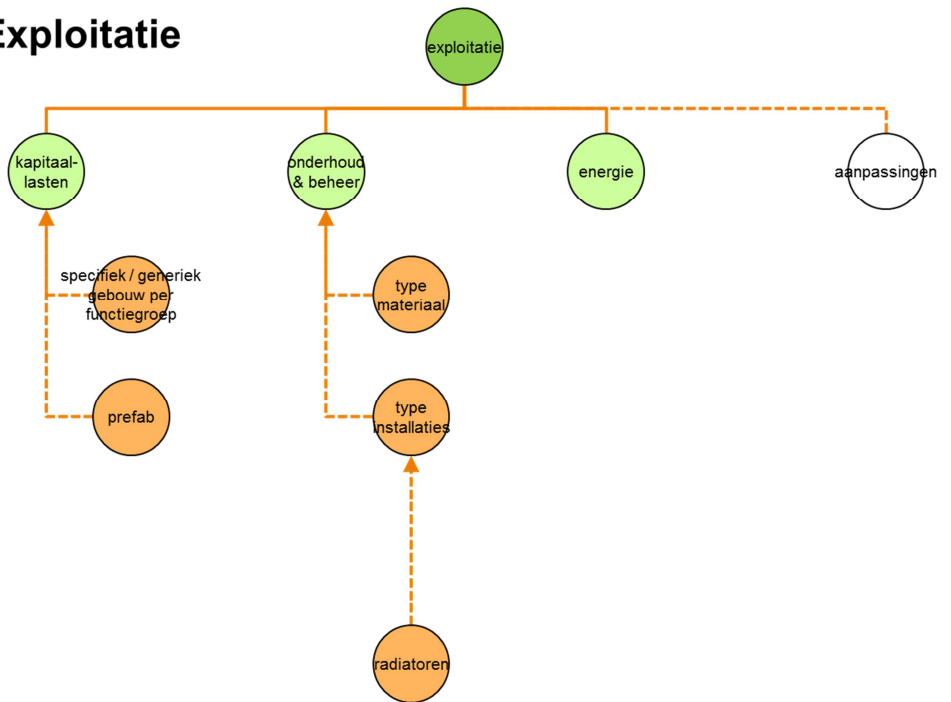 Exploitatie
exploitatie
kapitaal-
lasten
onderhoud
& beheer
energie
aanpassingen
specifiek / generiek
gebouw per
functiegroep
type
materiaal
prefab
type
installaties
radiatoren